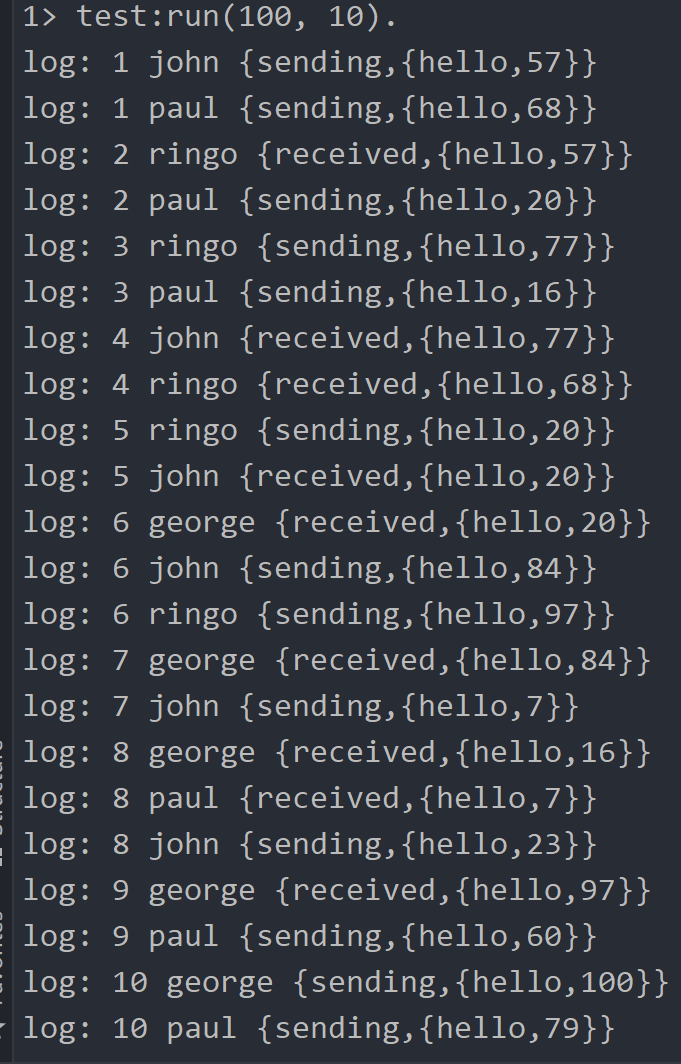 1> test:run(100, 10).
log: 1 john {sending,{hello,57}}
log: 1 paul {sending,{hello,68}}
log: 2 ringo {received,{hello,57}}
log: 2 paul {sending,{hello,20}}
log: 3 ringo {sending,{hello,77}}
log: 3 paul {sending,{hello,16}}
log: 4 john {received,{hello,77}}
log: 4 ringo {received,{hello,68}}
log: 5 ringo {sending,{hello,20}}
log: 5 john {received,{hello,20}}
log: 6 george {received,{hello,20}}
log: 6 john {sending,{hello,84}}
log: 6 ringo {sending,{hello,97}}
log: 7 george {received,{hello,84}}
log: 7 john {sending,{hello,7}}
log: 8 george {received,{hello,16}}
log: 8 paul {received,{hello,7}}
log: 8 john {sending,{hello,23}}
log: 9 george {received,{hello,97}}
log: 9 paul {sending,{hello,60}}
log: 10 george {sending,{hello,100}}
log: 10 paul {sending,{hello,79}}